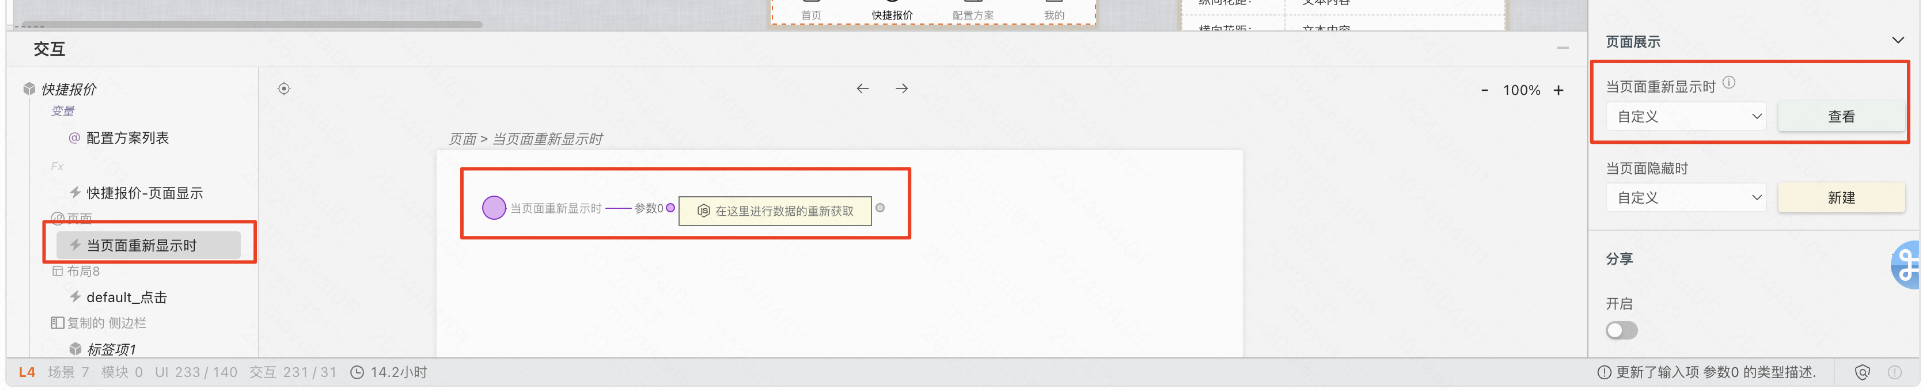 首页 快捷报价 配置方案 我的
纵向花距： 文本内容
横向花距： 文本内容
交互
快捷报价
变量
@ 配置方案列表
Fx
快捷报价-页面显示
页面
当页面重新显示时
布局8
default_点击
复制的 侧边栏
标签项1
← →
- 100% +
页面 > 当页面重新显示时
当页面重新显示时 参数0 JS 在这里进行数据的重新获取
页面展示
当页面重新显示时
自定义 查看
当页面隐藏时
自定义 新建
分享
开启
L4 场景 7 模块 0 UI 233 / 140 交互 231 / 31 14.2小时
更新了输入项 参数0 的类型描述.